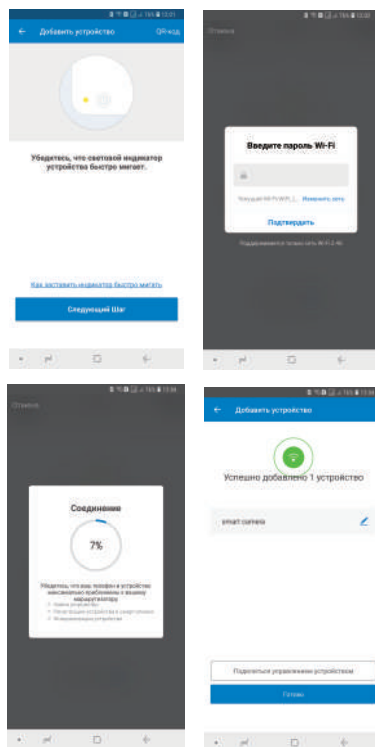 Добавить устройство
QR-код
Убедитесь, что световой индикатор
устройства быстро мигает.
Как заставить индикатор быстро мигать
Следующий Шаг
Отмена
Введите пароль Wi-Fi
Изменить сеть
Подтвердить
Поддерживается только сеть Wi-Fi 2.4G
Отмена
Соединение
7%
Убедитесь, что ваш телефон и устройство
максимально приближены к вашему
маршрутизатору
Добавить устройство
Успешно добавлено 1 устройство
smart camera
Поделиться управлением устройством
Готово